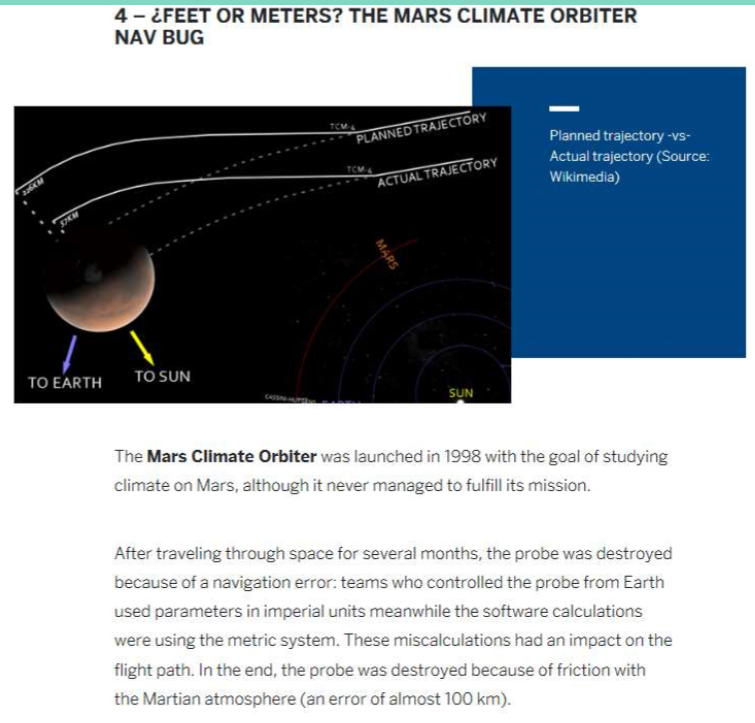 4 – ¿FEET OR METERS? THE MARS CLIMATE ORBITER
NAV BUG
Planned trajectory -vs-
Actual trajectory (Source:
Wikimedia)
TCM-4
PLANNED TRAJECTORY
TCM-4
ACTUAL TRAJECTORY
226KM
57KM
MARS
TO EARTH
TO SUN
SUN
The Mars Climate Orbiter was launched in 1998 with the goal of studying
climate on Mars, although it never managed to fulfill its mission.
After traveling through space for several months, the probe was destroyed
because of a navigation error: teams who controlled the probe from Earth
used parameters in imperial units meanwhile the software calculations
were using the metric system. These miscalculations had an impact on the
flight path. In the end, the probe was destroyed because of friction with
the Martian atmosphere (an error of almost 100 km).